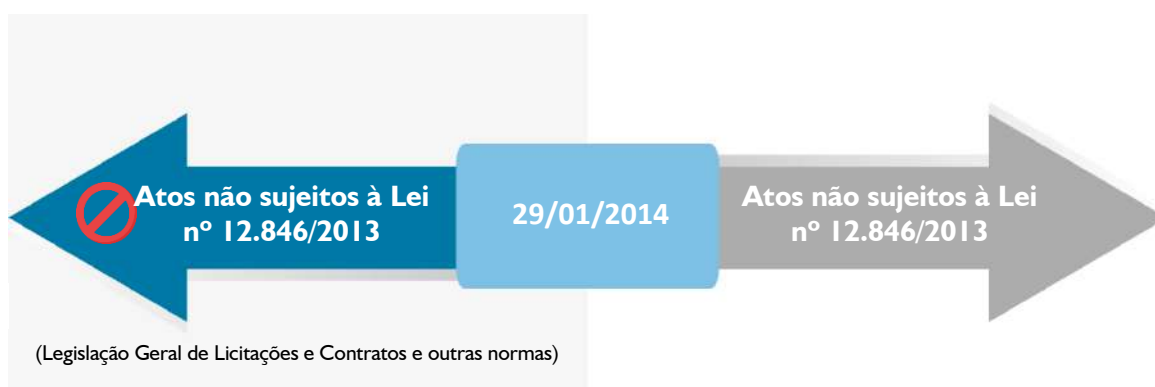 Atos não sujeitos à Lei
nº 12.846/2013
29/01/2014
Atos não sujeitos à Lei
nº 12.846/2013
(Legislação Geral de Licitações e Contratos e outras normas)